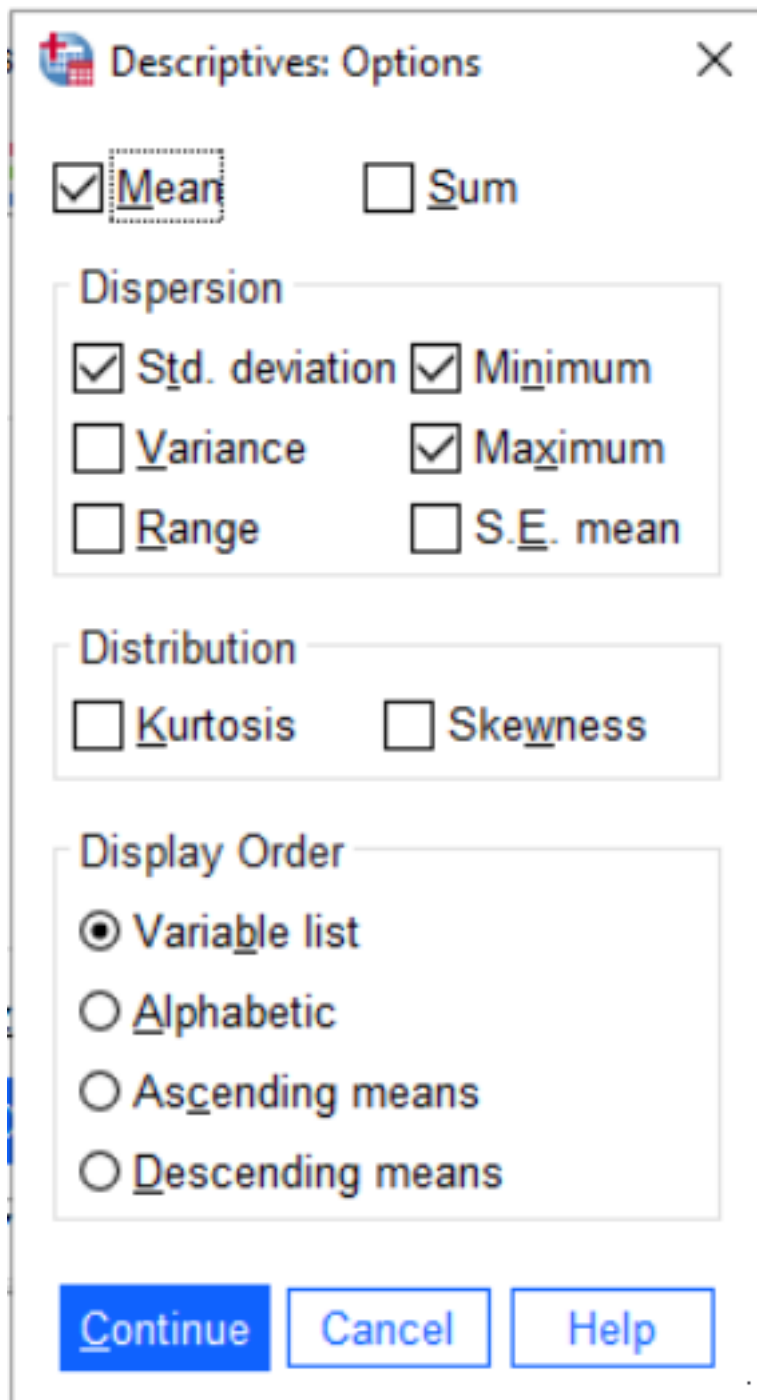 Descriptives: Options
Mean Sum
Dispersion
Std. deviation Minimum
Variance Maximum
Range S.E. mean
Distribution
Kurtosis Skewness
Display Order
Variable list
Alphabetic
Ascending means
Descending means
Continue Cancel Help